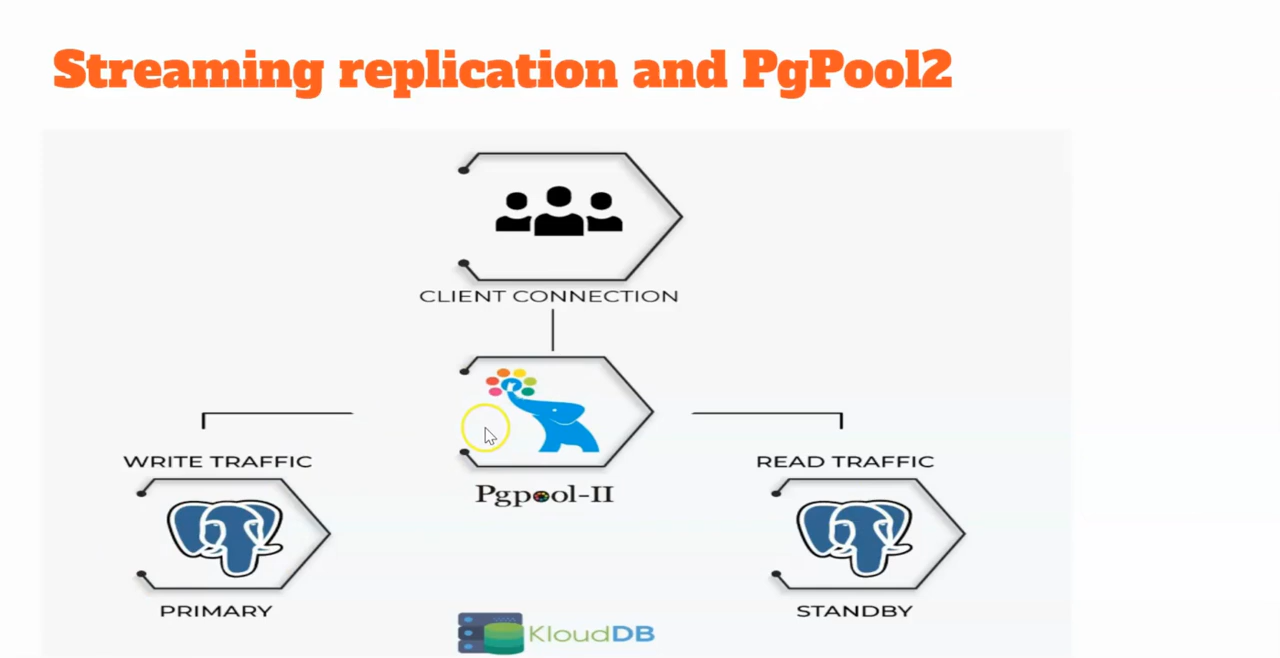 Streaming replication and PgPool2
CLIENT CONNECTION
WRITE TRAFFIC
READ TRAFFIC
Pgpool-II
PRIMARY
STANDBY
KloudDB